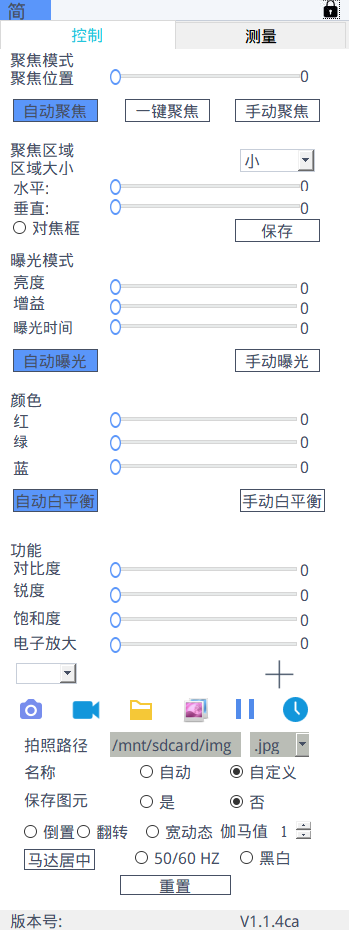 简
控制 测量
聚焦模式
聚焦位置 0
自动聚焦 一键聚焦 手动聚焦
聚焦区域
区域大小 小
水平: 0
垂直: 0
对焦框 保存
曝光模式
亮度 0
增益 0
曝光时间 0
自动曝光 手动曝光
颜色
红 0
绿 0
蓝 0
自动白平衡 手动白平衡
功能
对比度 0
锐度 0
饱和度 0
电子放大 0
拍照路径 /mnt/sdcard/img .jpg
名称 自动 自定义
保存图元 是 否
倒置 翻转 宽动态 伽马值 1
马达居中 50/60 HZ 黑白
重置
版本号: V1.1.4ca